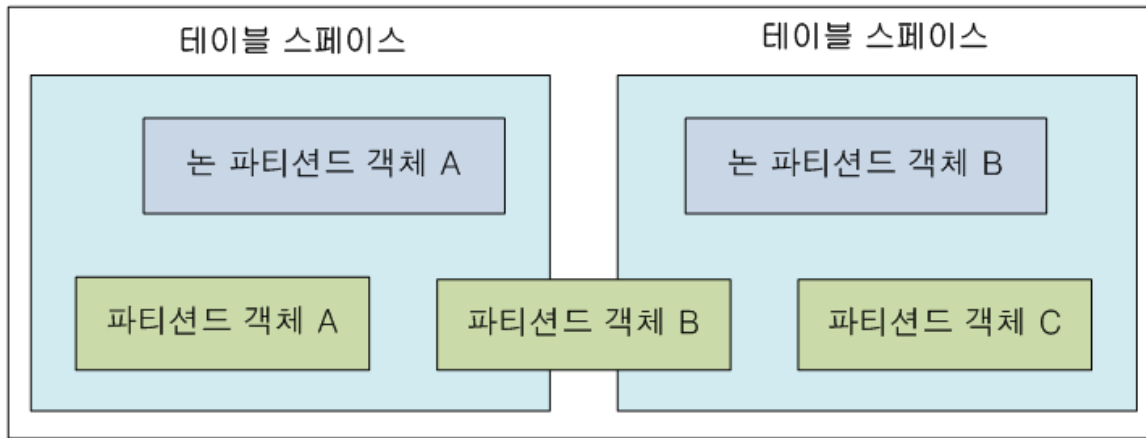 테이블 스페이스
테이블 스페이스
논 파티션드 객체 A
논 파티션드 객체 B
파티션드 객체 A
파티션드 객체 B
파티션드 객체 C